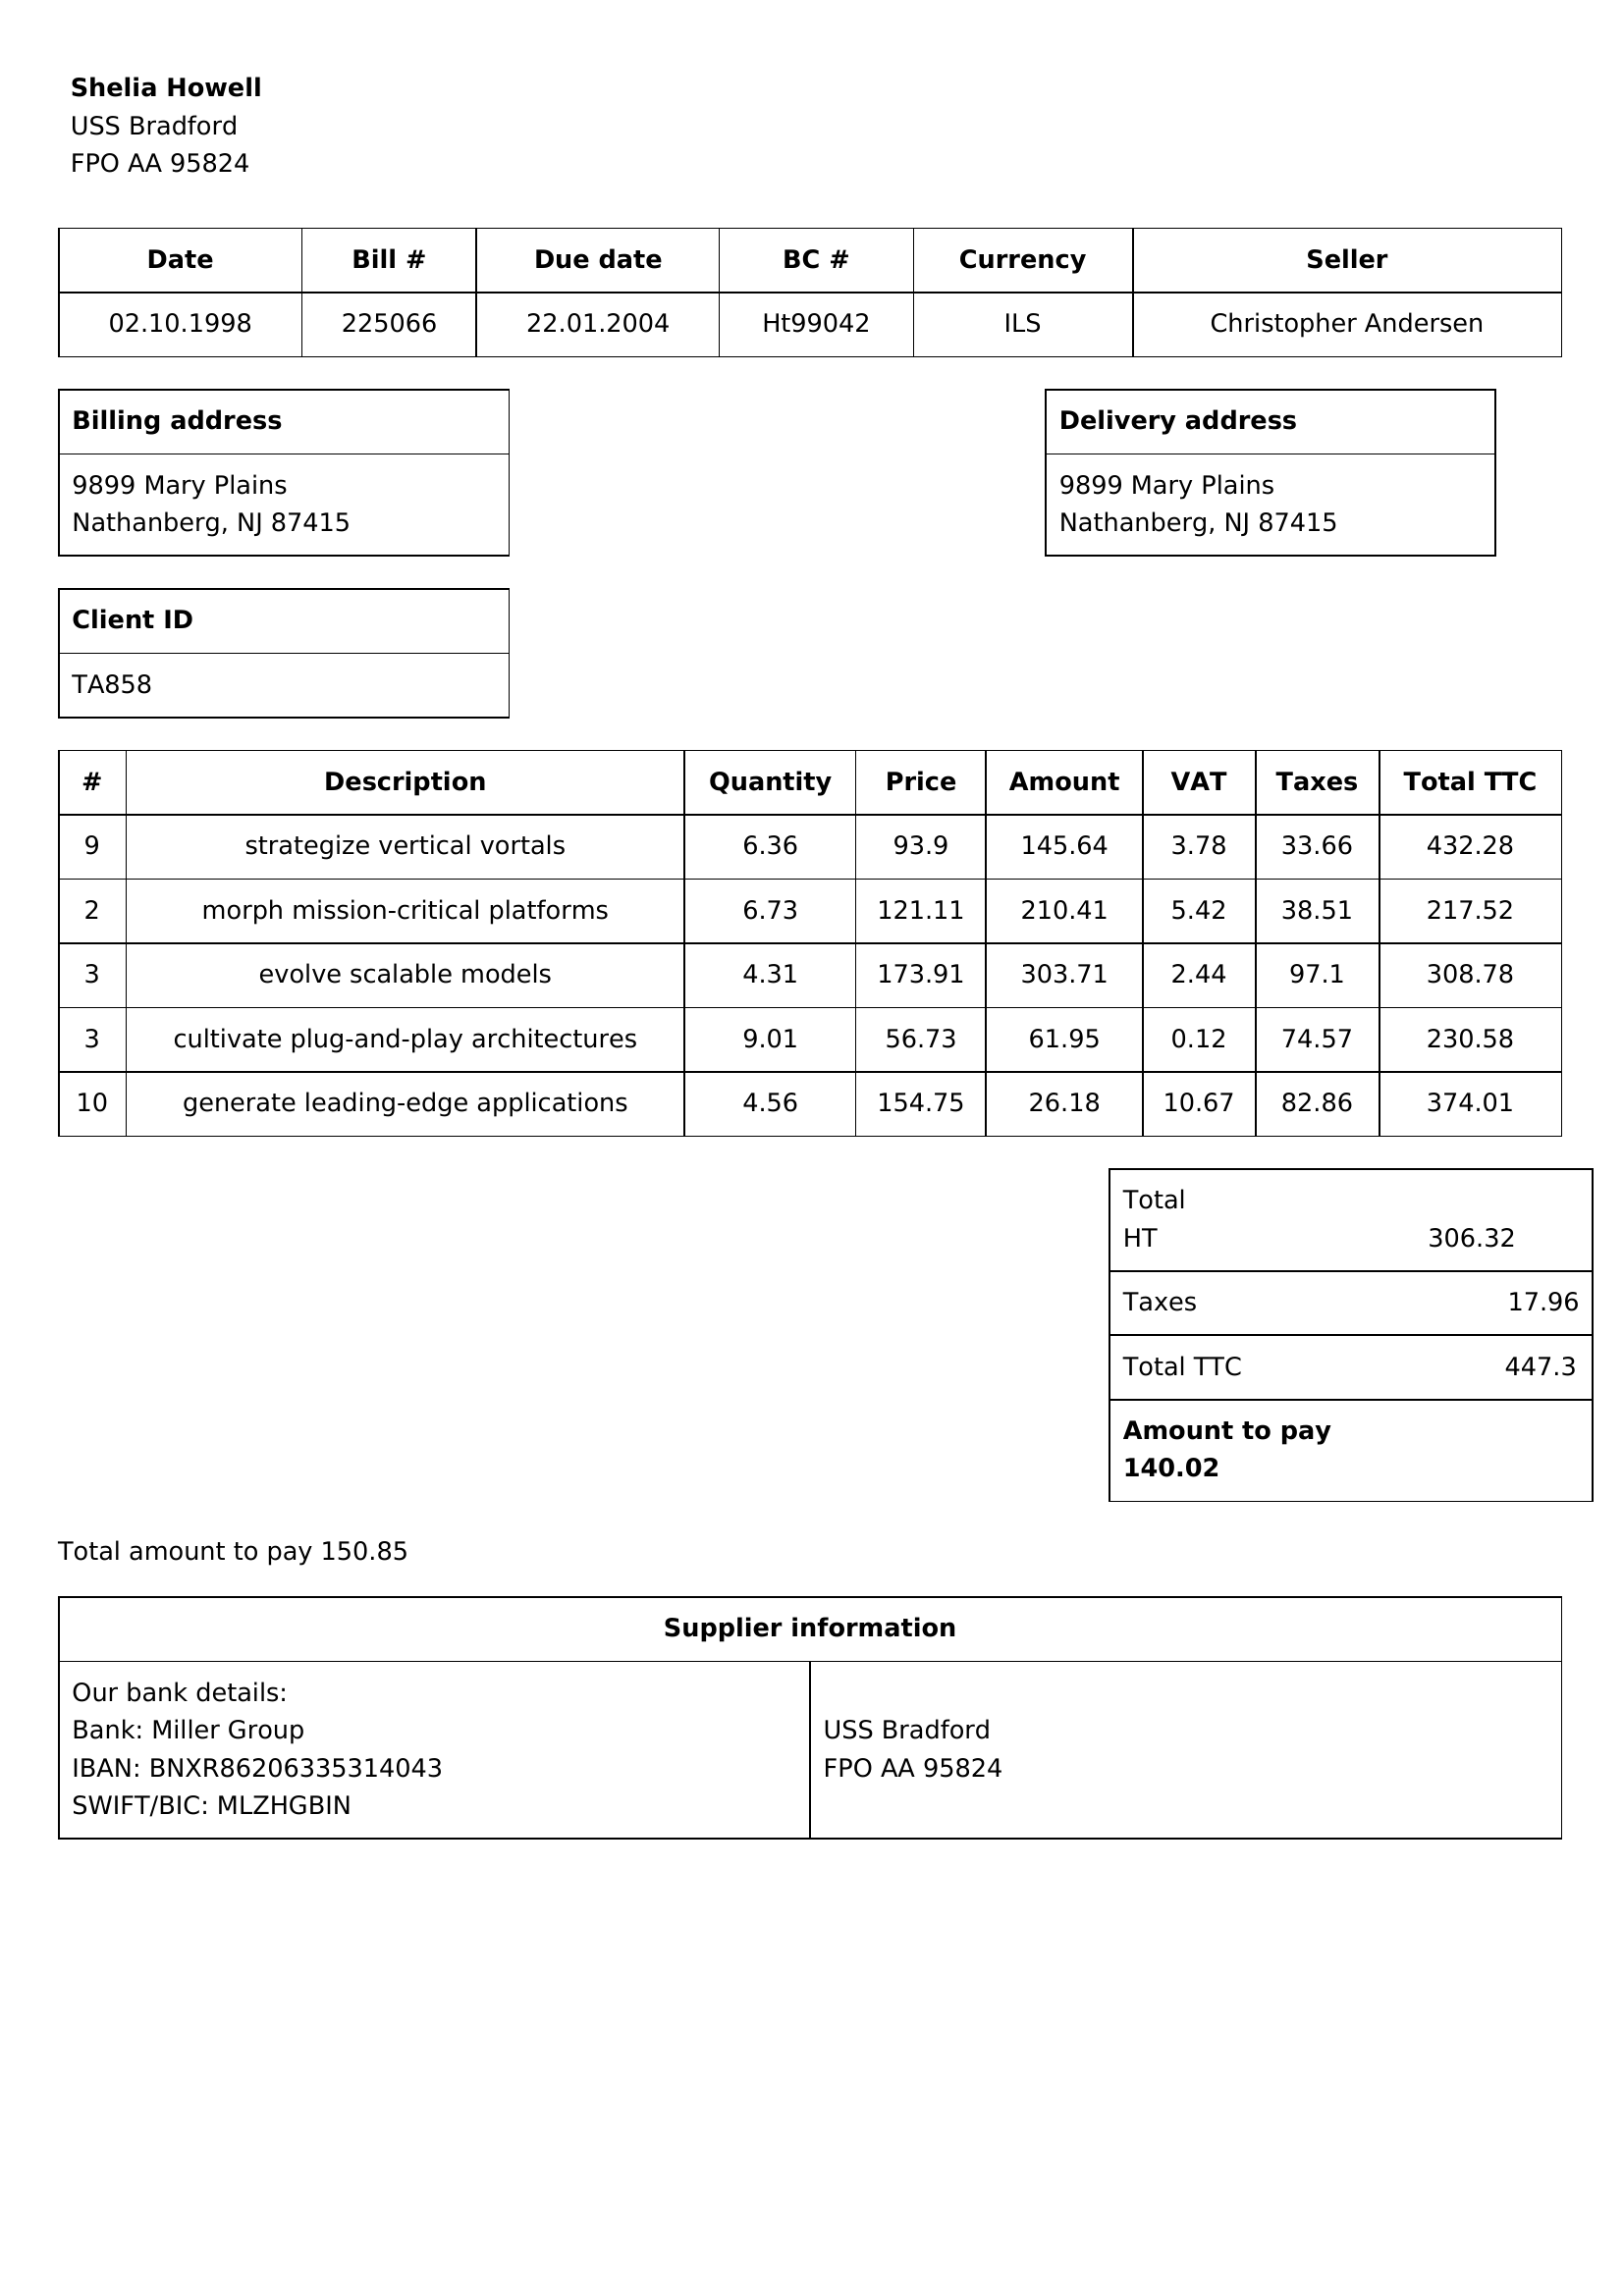 Shelia Howell
USS Bradford
FPO AA 95824
Date Bill # Due date BC # Currency Seller
02.10.1998 225066 22.01.2004 Ht99042 ILS Christopher Andersen
Billing address
9899 Mary Plains
Nathanberg, NJ 87415
Delivery address
9899 Mary Plains
Nathanberg, NJ 87415
Client ID
TA858
# Description Quantity Price Amount VAT Taxes Total TTC
9 strategize vertical vortals 6.36 93.9 145.64 3.78 33.66 432.28
2 morph mission-critical platforms 6.73 121.11 210.41 5.42 38.51 217.52
3 evolve scalable models 4.31 173.91 303.71 2.44 97.1 308.78
3 cultivate plug-and-play architectures 9.01 56.73 61.95 0.12 74.57 230.58
10 generate leading-edge applications 4.56 154.75 26.18 10.67 82.86 374.01
Total
HT 306.32
Taxes 17.96
Total TTC 447.3
Amount to pay
140.02
Total amount to pay 150.85
Supplier information
Our bank details:
Bank: Miller Group
IBAN: BNXR86206335314043
SWIFT/BIC: MLZHGBIN
USS Bradford
FPO AA 95824